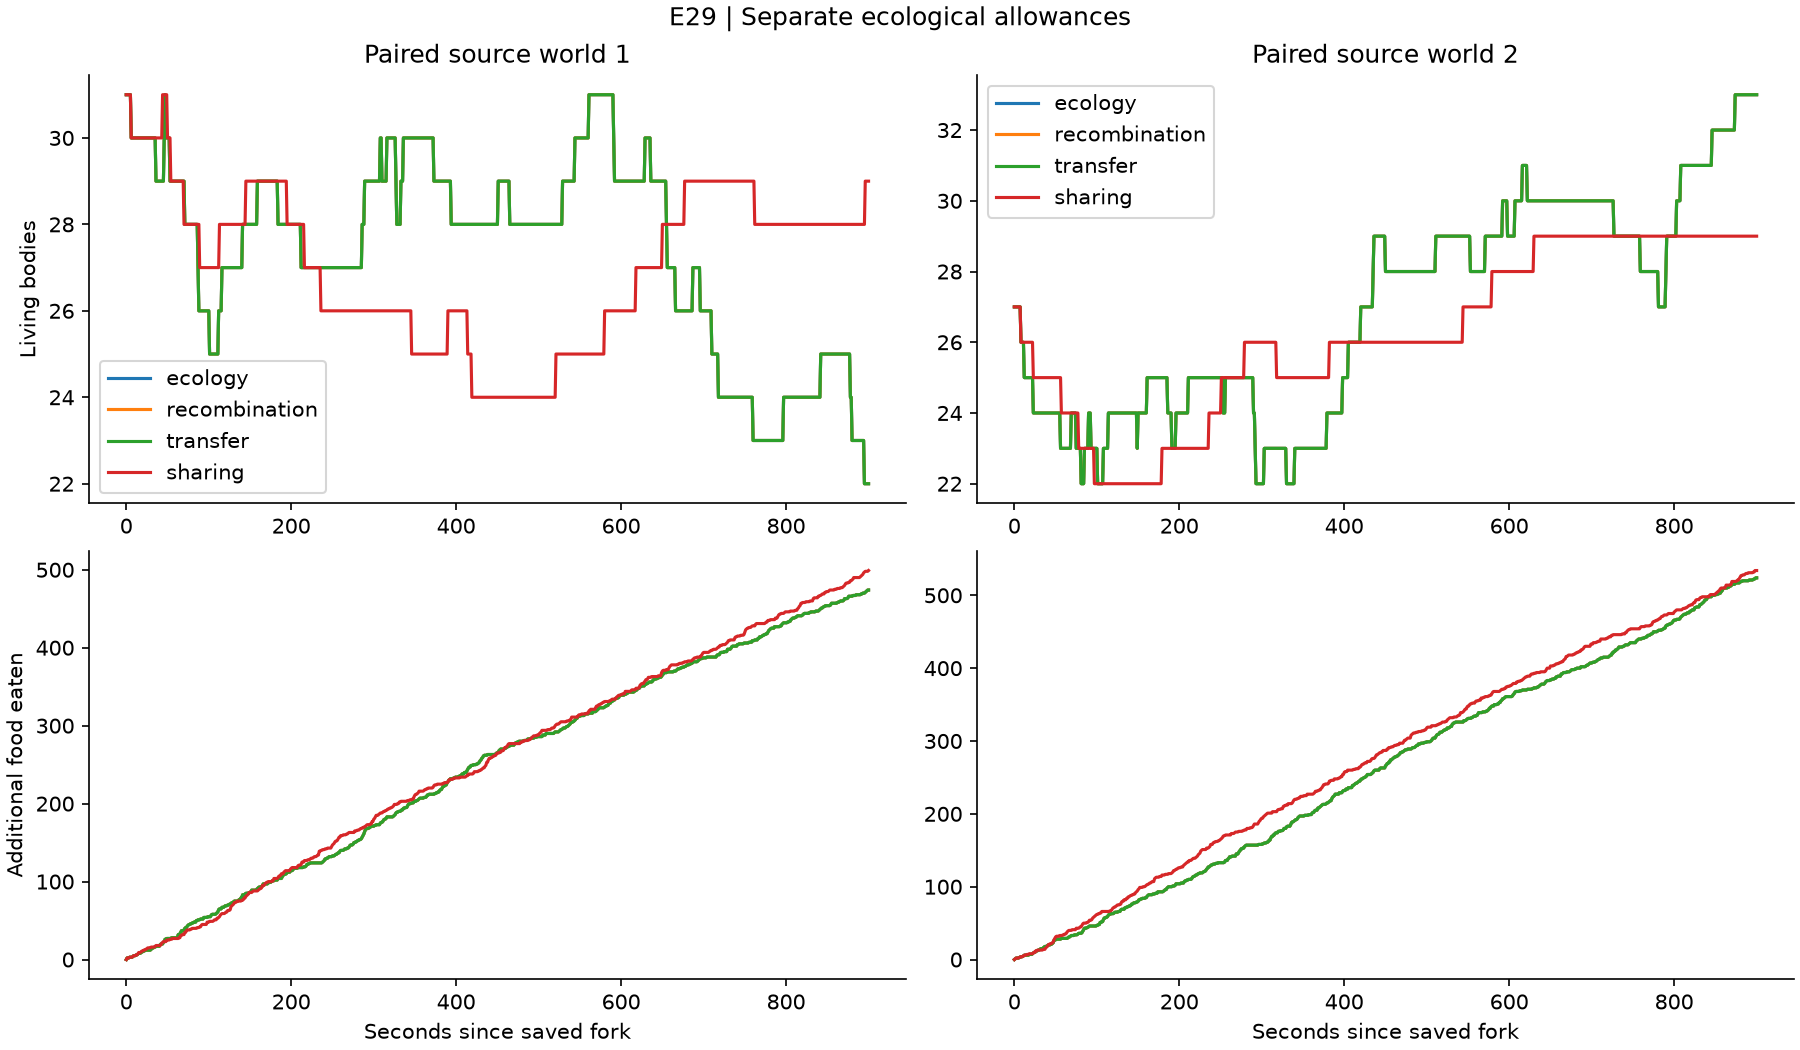 E29 | Separate ecological allowances
Paired source world 1
Living bodies
30
28
26
24
22
ecology
recombination
transfer
sharing
0
200
400
600
800
Paired source world 2
32
30
28
26
24
22
ecology
recombination
transfer
sharing
0
200
400
600
800
Additional food eaten
500
400
300
200
100
0
0
200
400
600
800
Seconds since saved fork
500
400
300
200
100
0
0
200
400
600
800
Seconds since saved fork